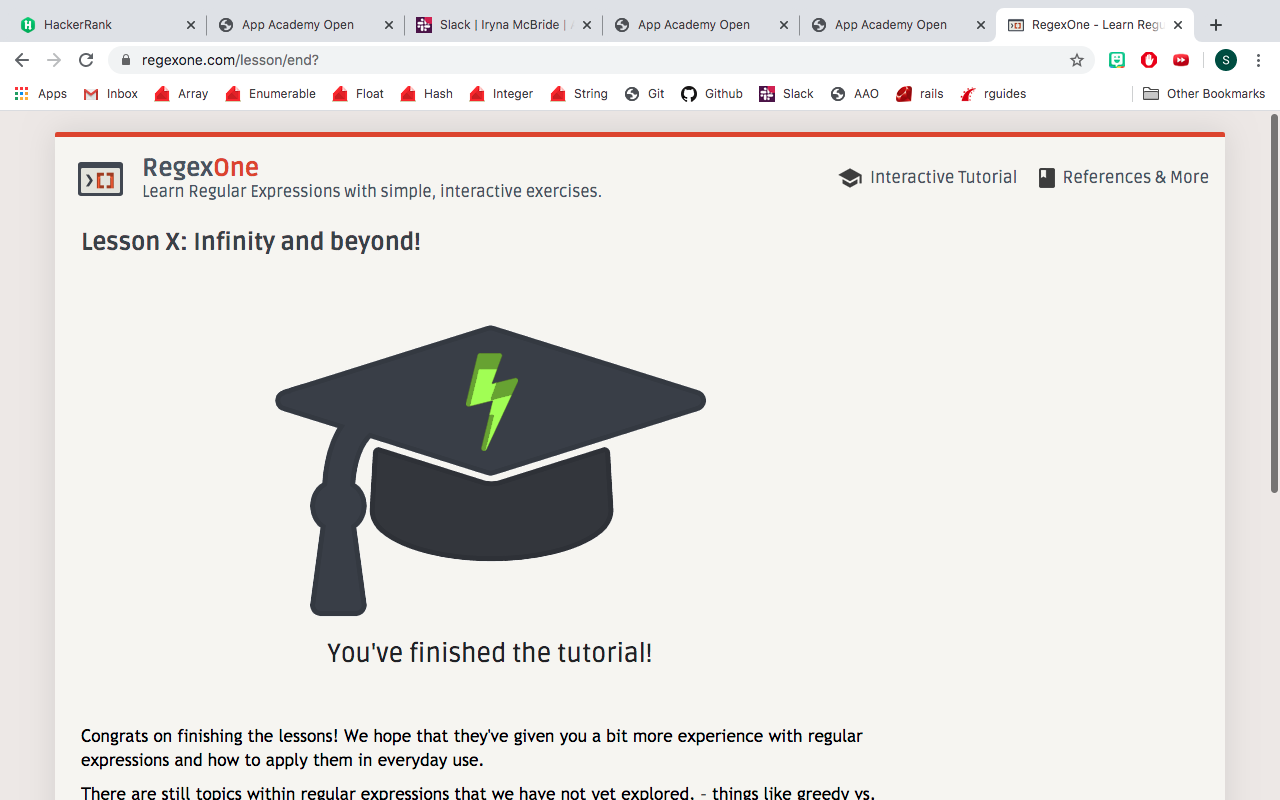 HackerRank
App Academy Open
Slack | Iryna McBride |
App Academy Open
App Academy Open
RegexOne - Learn Regu
regexone.com/lesson/end?
S
Apps Inbox Array Enumerable Float Hash Integer String Git Github Slack AAO rails rguides Other Bookmarks
RegexOne
Learn Regular Expressions with simple, interactive exercises.
Interactive Tutorial References & More
Lesson X: Infinity and beyond!
You've finished the tutorial!
Congrats on finishing the lessons! We hope that they've given you a bit more experience with regular
expressions and how to apply them in everyday use.
There are still topics within regular expressions that we have not yet explored. - things like greedy vs.